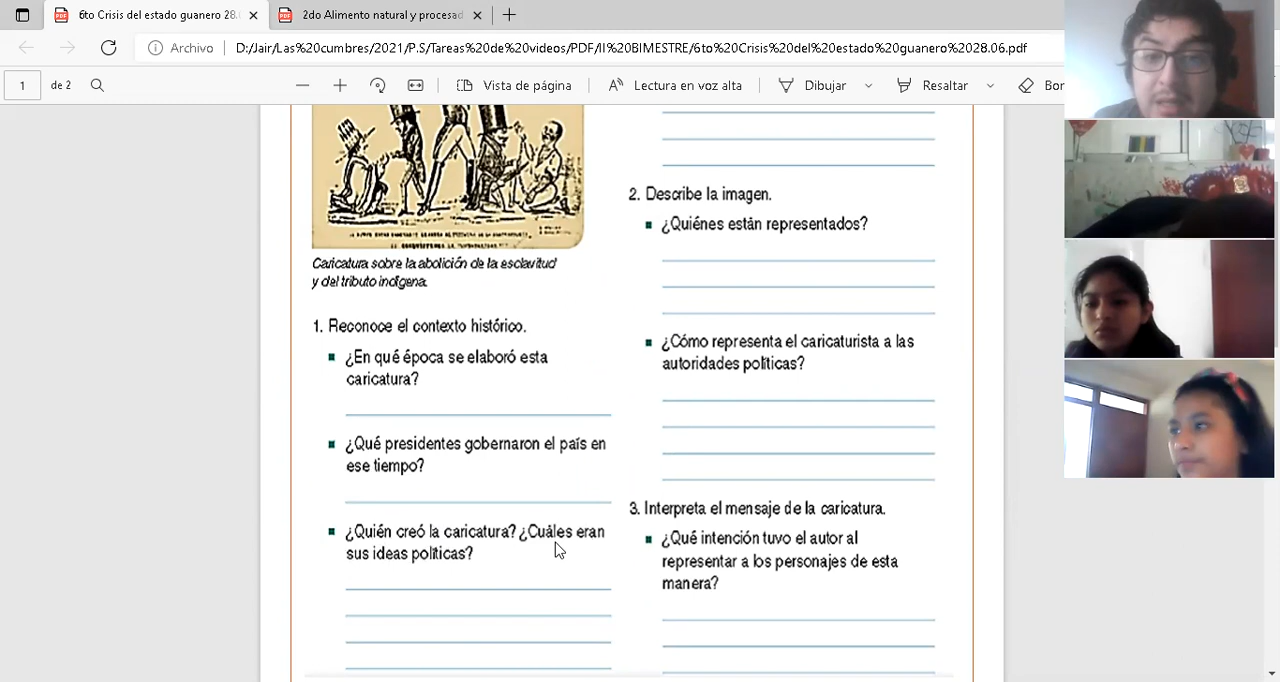 6to Crisis del estado guanero 28.0
2do Alimento natural y procesad
Archivo
D:/Jair/Las%20cumbres/2021/P.S/Tareas%20de%20videos/PDF/II%20BIMESTRE/6to%20Crisis%20del%20estado%20guanero%2028.06.pdf
1
de 2
Vista de página
Lectura en voz alta
Dibujar
Resaltar
Bor
Caricatura sobre la abolición de la esclavitud
y del tributo indígena.
1. Reconoce el contexto histórico.
¿En qué época se elaboró esta
caricatura?
¿Qué presidentes gobernaron el país en
ese tiempo?
¿Quién creó la caricatura? ¿Cuáles eran
sus ideas políticas?
2. Describe la imagen.
¿Quiénes están representados?
¿Cómo representa el caricaturista a las
autoridades políticas?
3. Interpreta el mensaje de la caricatura.
¿Qué intención tuvo el autor al
representar a los personajes de esta
manera?